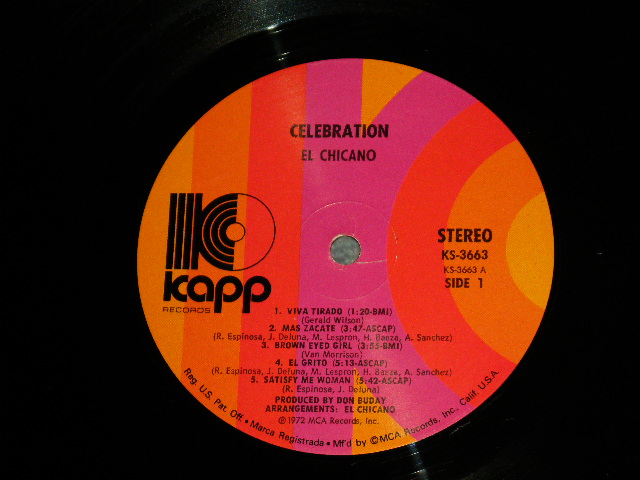 CELEBRATION
EL CHICANO
kapp
RECORDS
STEREO
KS-3663
KS-3663 A
SIDE 1
1. VIVA TIRADO (1:20-BMI)
(Gerald Wilson)
2. MAS ZACATE (3:47-ASCAP)
(R. Espinosa, J. DeLuna, M. Lespron, H. Baeza, A. Sanchez)
3. BROWN EYED GIRL (3:55-BMI)
(Van Morrison)
4. EL GRITO (5:13-ASCAP)
(R. Espinosa, J. DeLuna, M. Lespron, H. Baeza, A. Sanchez)
5. SATISFY ME WOMAN (5:42-ASCAP)
(R. Espinosa, J. DeLuna)
PRODUCED BY DON BUDAY
ARRANGEMENTS: EL CHICANO
Ⓟ1972 MCA Records, Inc.
Reg. U.S. Pat. Off. • Marca Registrada • Mf'd by ©MCA Records, Inc., Calif. U.S.A.